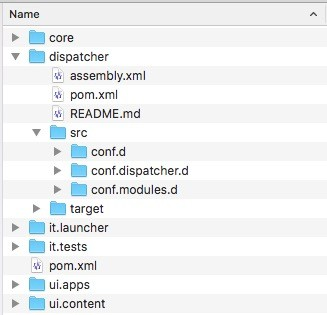 Name
core
dispatcher
assembly.xml
pom.xml
README.md
src
conf.d
conf.dispatcher.d
conf.modules.d
target
it.launcher
it.tests
pom.xml
ui.apps
ui.content